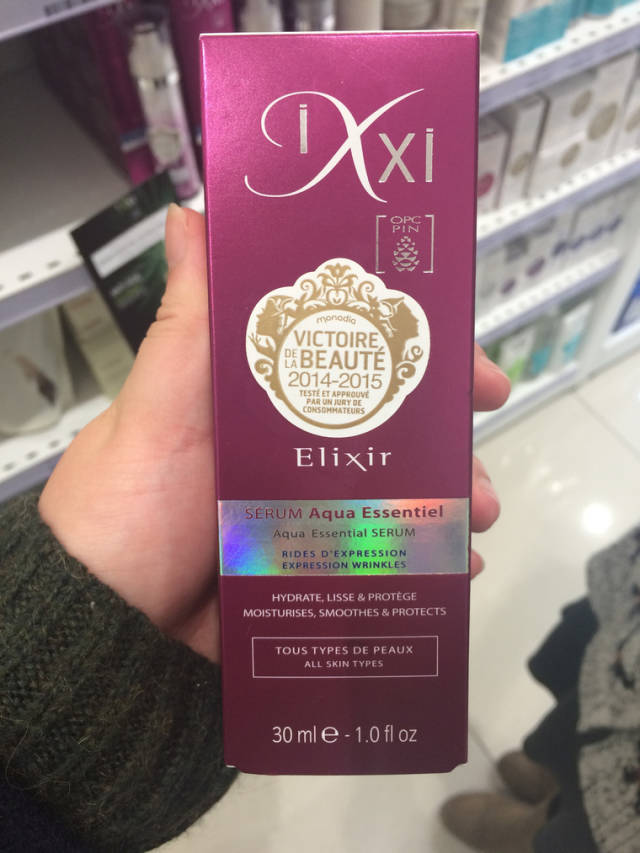 iXxi
OPC
PIN
monadia
VICTOIRE
DE LA BEAUTÉ
2014-2015
TESTÉ ET APPROUVÉ
PAR UN JURY DE
CONSOMMATEURS
Elixir
SÉRUM Aqua Essentiel
Aqua Essential SERUM
RIDES D'EXPRESSION
EXPRESSION WRINKLES
HYDRATE, LISSE & PROTÈGE
MOISTURISES, SMOOTHES & PROTECTS
TOUS TYPES DE PEAUX
ALL SKIN TYPES
30 ml e - 1.0 fl oz